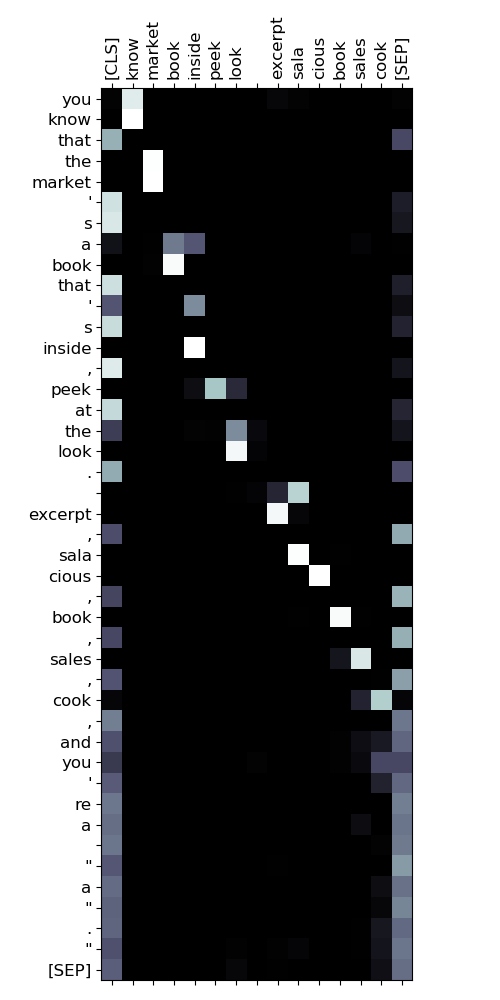 [CLS] know market book inside peek look excerpt sala cious book sales cook [SEP]
you
know
that
the
market
'
s
a
book
that
'
s
inside
,
peek
at
the
look
.
-
excerpt
,
sala
cious
,
book
,
sales
,
cook
,
and
you
'
re
a
-
"
a
"
.
"
[SEP]